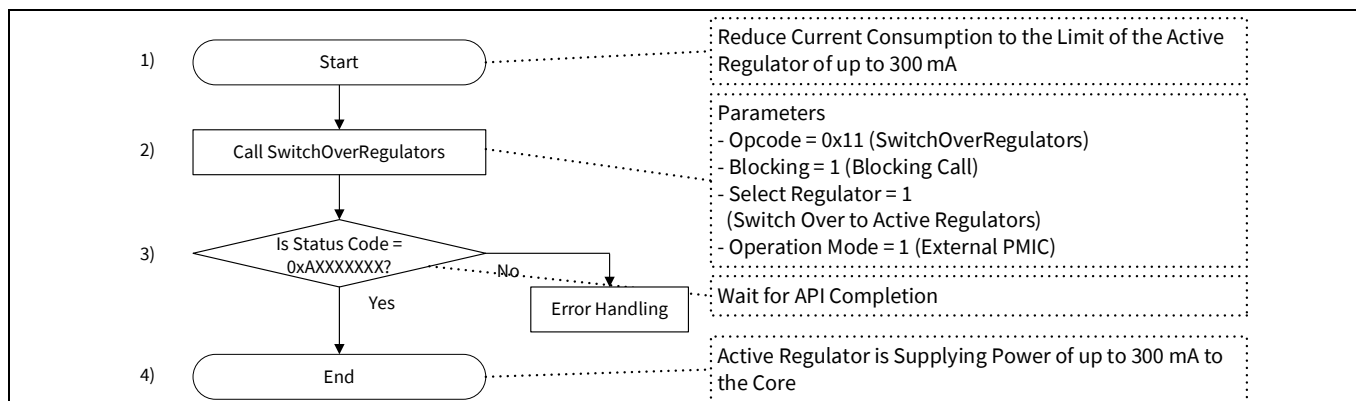 1)
Start
Reduce Current Consumption to the Limit of the Active
Regulator of up to 300 mA
2)
Call SwitchOverRegulators
Parameters
- Opcode = 0x11 (SwitchOverRegulators)
- Blocking = 1 (Blocking Call)
- Select Regulator = 1
(Switch Over to Active Regulators)
- Operation Mode = 1 (External PMIC)
3)
Is Status Code =
0xAXXXXXXX?
No
Yes
Error Handling
Wait for API Completion
4)
End
Active Regulator is Supplying Power of up to 300 mA to
the Core